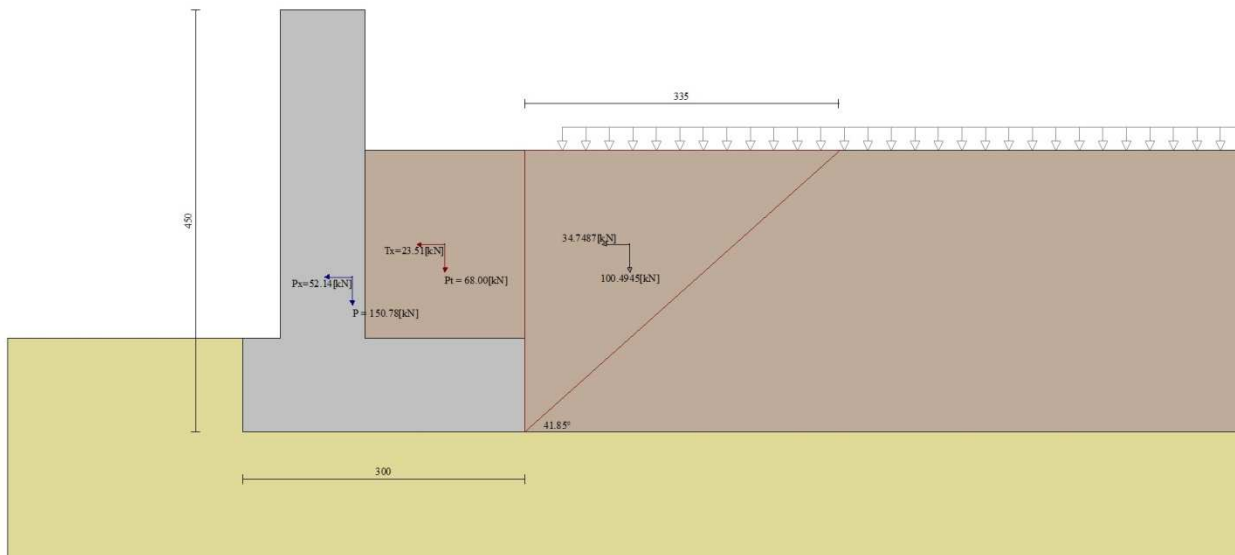 335
450
34.7487[kN]
Tx=23.51[kN]
Px=52.14[kN]
100.4945[kN]
Pt = 68.00[kN]
P = 150.78[kN]
41.85°
300